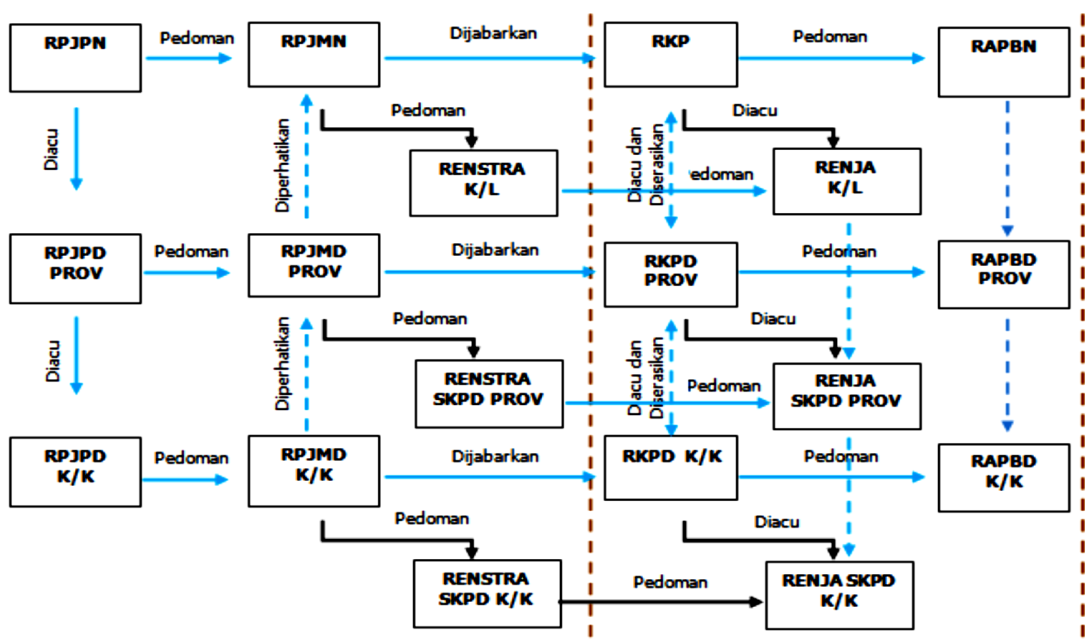 RPJPN
Pedoman
RPJMN
Dijabarkan
RKP
Pedoman
RAPBN
Diacu
Diperhatikan
Pedoman
RENSTRA
K/L
Diacu dan
Diserasikan
Diacu
Pedoman
RENJA
K/L
RPJPD
PROV
Pedoman
RPJMD
PROV
Dijabarkan
RKPD
PROV
Pedoman
RAPBD
PROV
Diacu
Diperhatikan
Pedoman
RENSTRA
SKPD PROV
Diacu dan
Diserasikan
Diacu
Pedoman
RENJA
SKPD PROV
RPJPD
K/K
Pedoman
RPJMD
K/K
Dijabarkan
RKPD K/K
Pedoman
RAPBD
K/K
Pedoman
RENSTRA
SKPD K/K
Diacu
Pedoman
RENJA SKPD
K/K